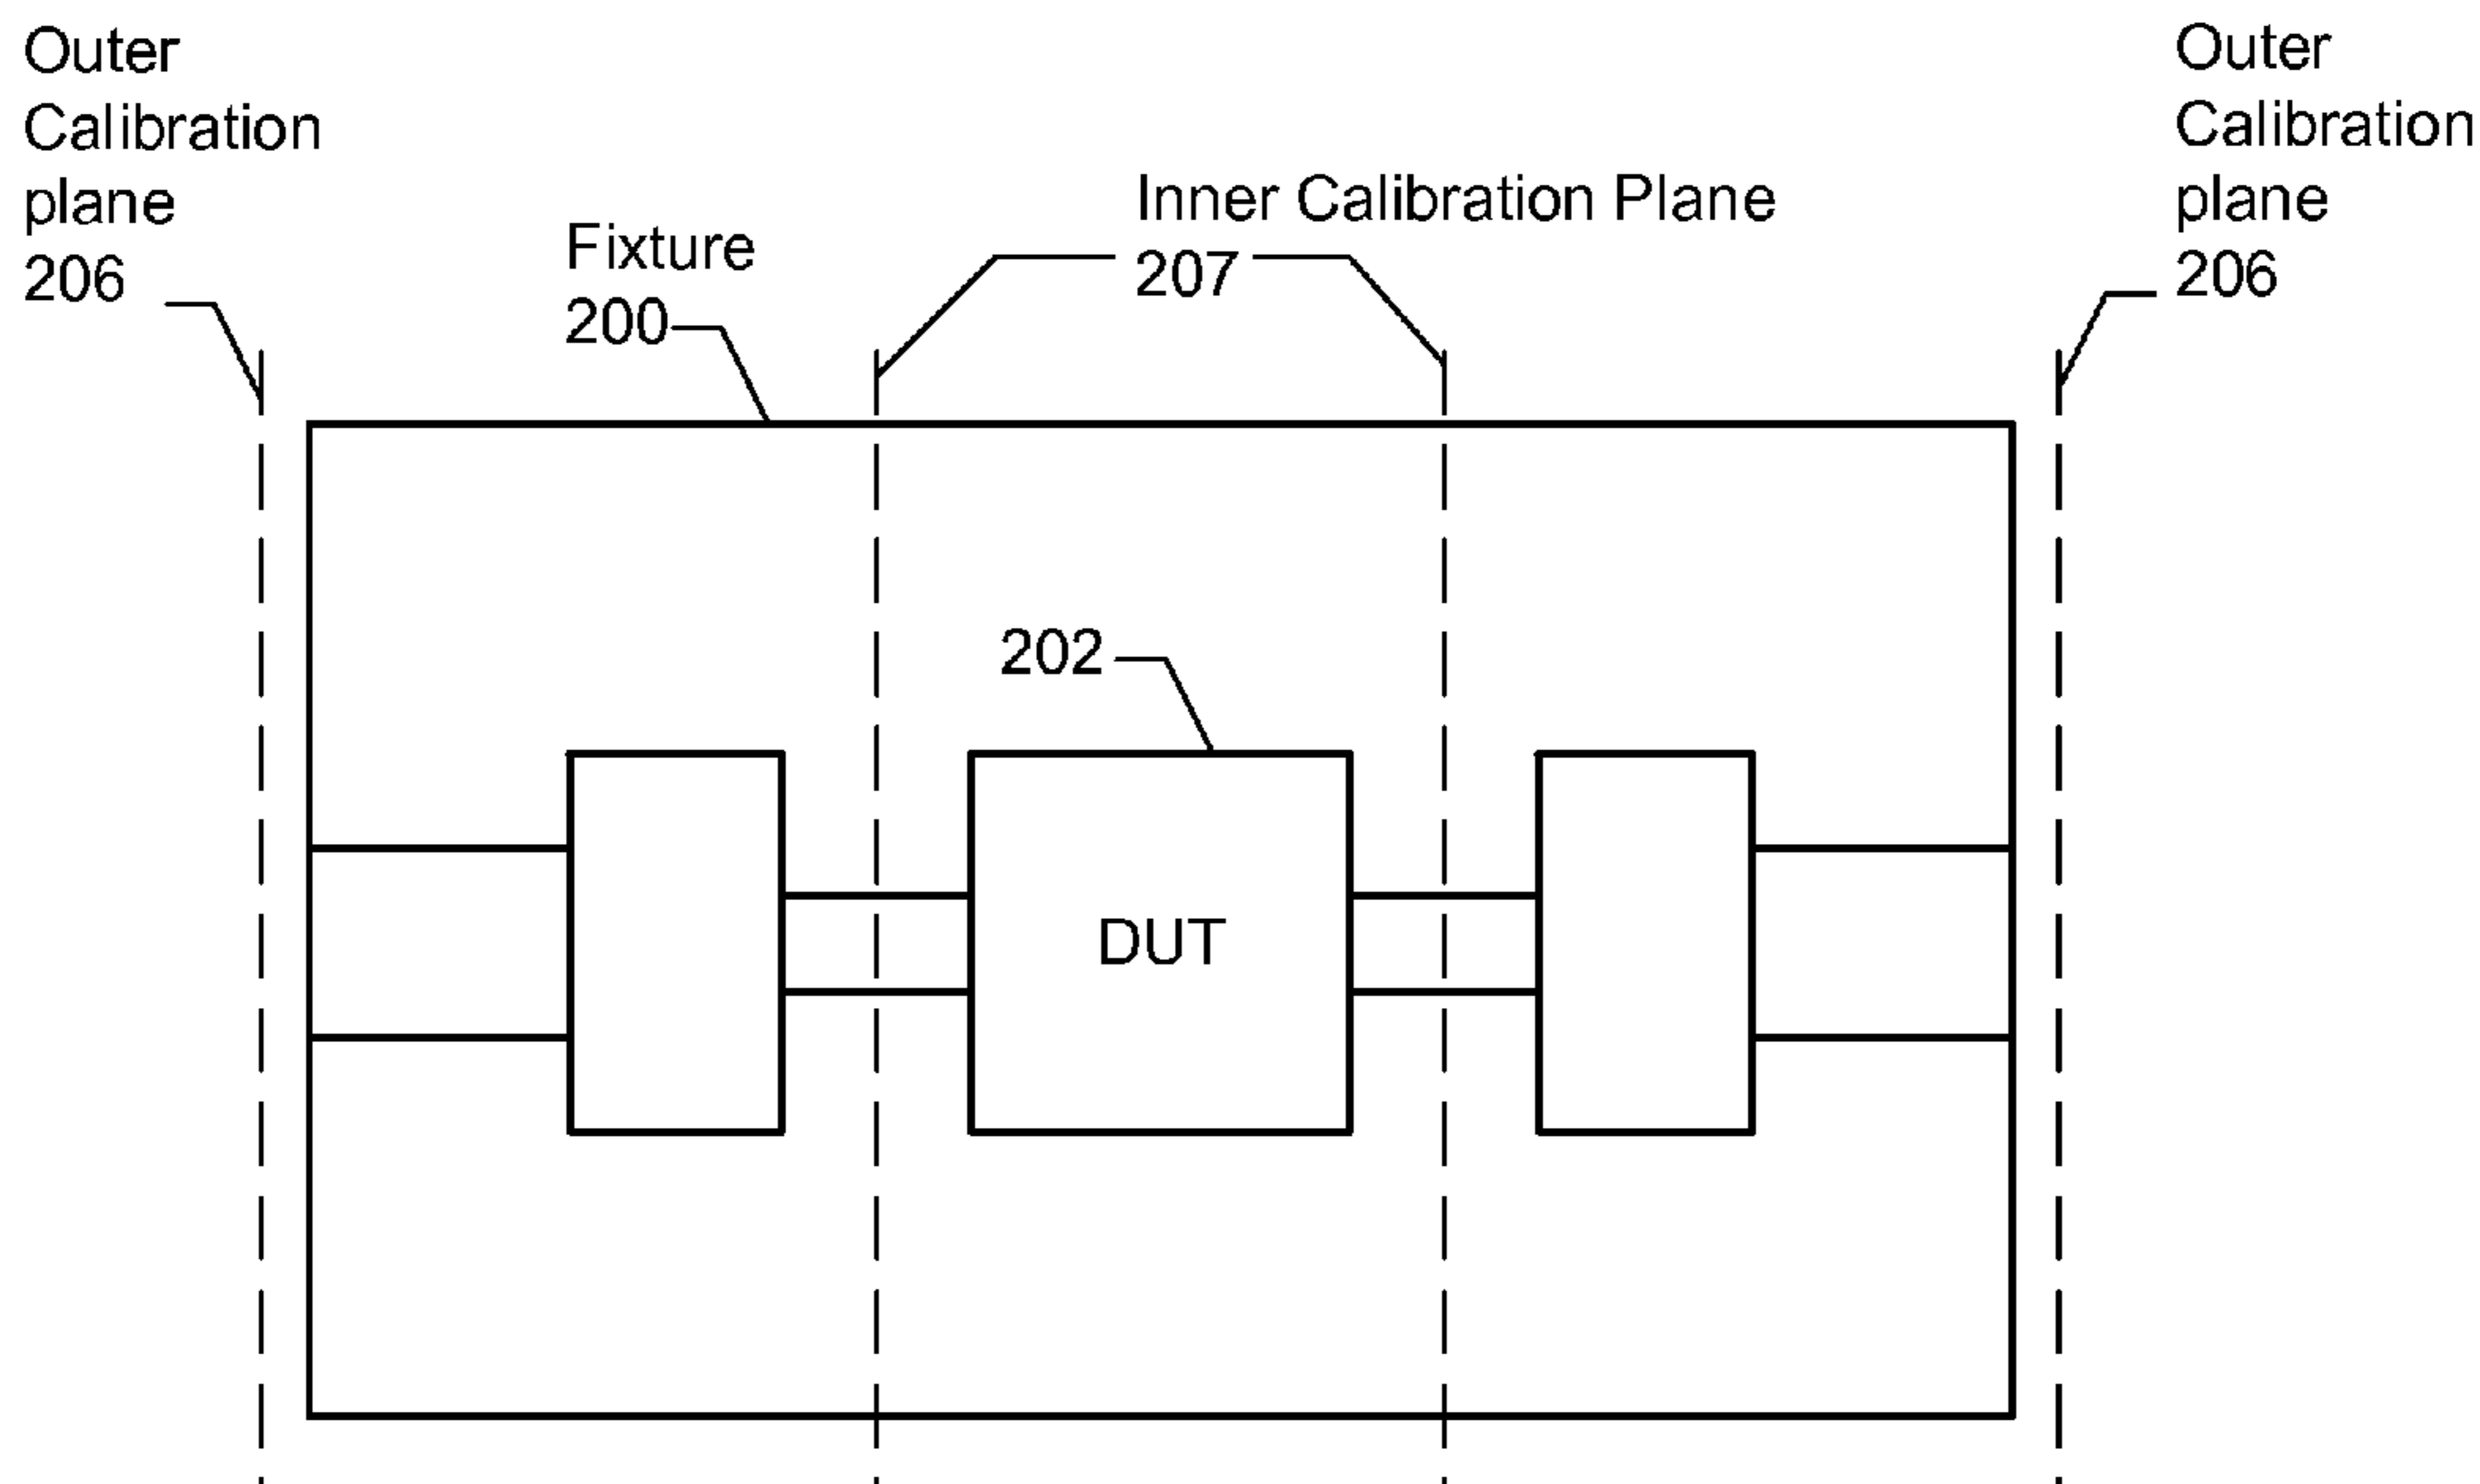 Outer
Calibration
plane
206
Fixture
200
Inner Calibration Plane
207
Outer
Calibration
plane
206
202
DUT